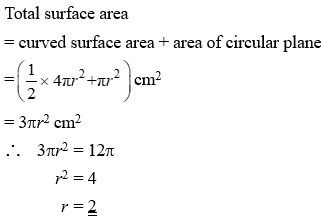 Total surface area
= curved surface area + area of circular plane
= (1/2 × 4πr² + πr²) cm²
= 3πr² cm²
∴ 3πr² = 12π
r² = 4
r = 2